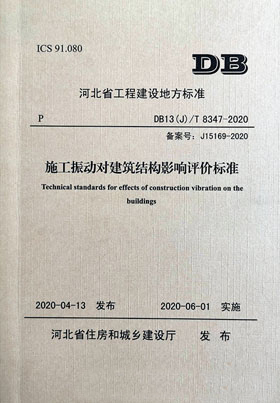 ICS 91.080
DB
河北省工程建设地方标准
P
DB13(J)/T 8347-2020
备案号：J15169-2020
施工振动对建筑结构影响评价标准
Technical standards for effects of construction vibration on the
buildings
2020-04-13 发布
2020-06-01 实施
河北省住房和城乡建设厅 发 布